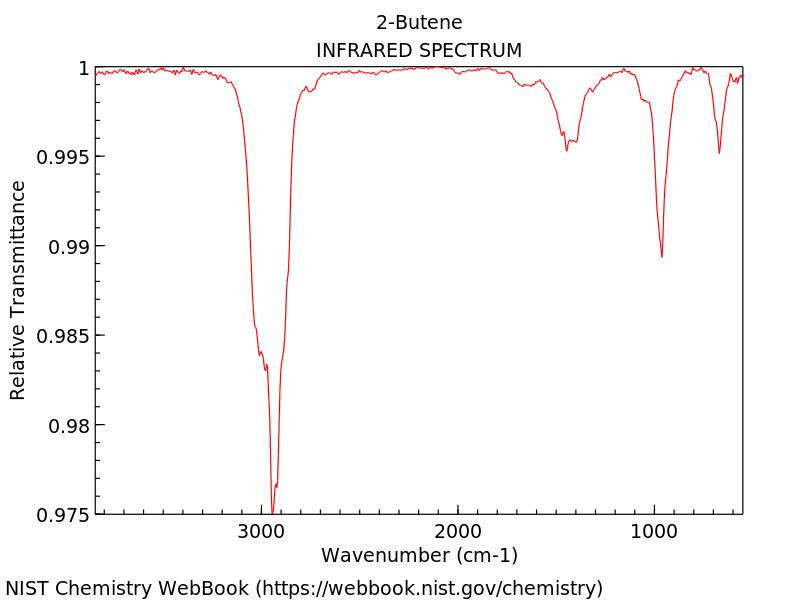 2-Butene
INFRARED SPECTRUM
1
0.995
0.99
0.985
0.98
0.975
Relative Transmittance
3000
2000
1000
Wavenumber (cm-1)
NIST Chemistry WebBook (https://webbook.nist.gov/chemistry)